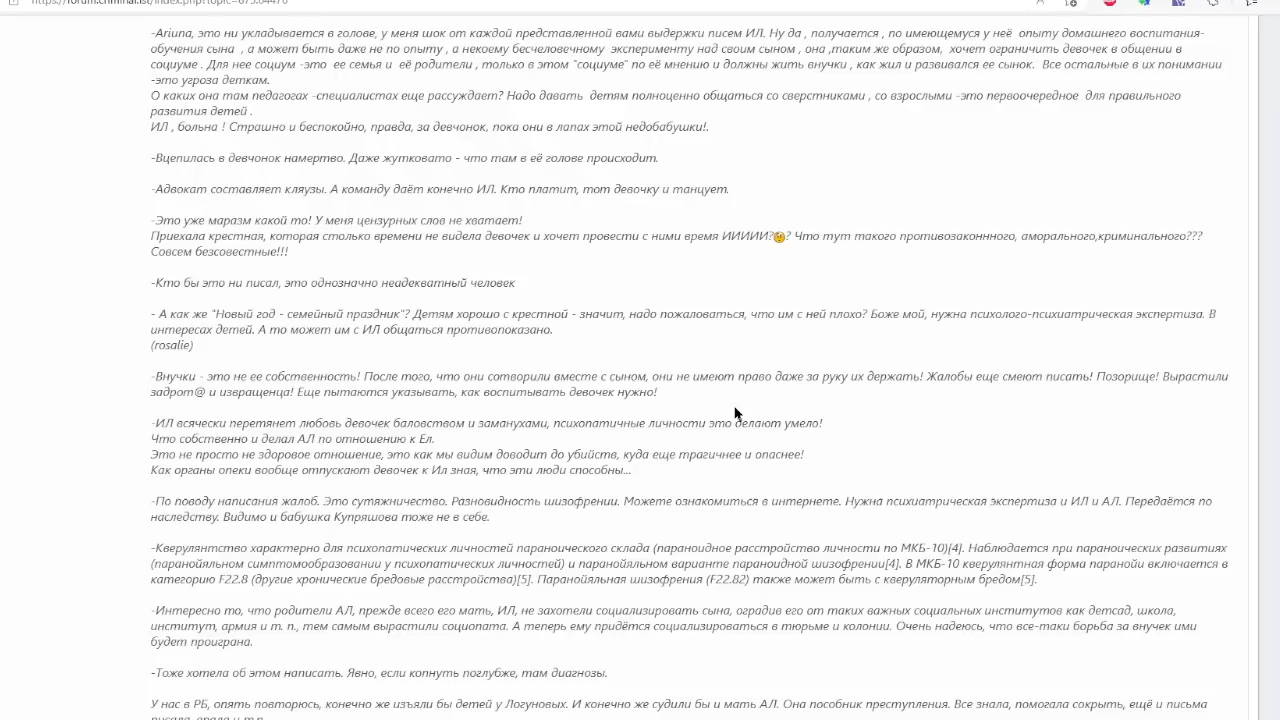 https://forum.criminal.ist/index.php?topic=675.64470
-Ariuna, это ни укладывается в голове, у меня шок от каждой представленной вами выдержки писем ИЛ. Ну да , получается , по имеющемуся у неё опыту домашнего воспитания-
обучения сына , а может быть даже не по опыту , а некоему бесчеловечному эксперименту над своим сыном , она ,таким же образом, хочет ограничить девочек в общении в
социуме . Для нее социум -это ее семья и её родители , только в этом "социуме" по её мнению и должны жить внучки , как жил и развивался ее сынок. Все остальные в их понимании
-это угроза деткам.
О каких она там педагогах -специалистах еще рассуждает? Надо давать детям полноценно общаться со сверстниками , со взрослыми -это первоочередное для правильного
развития детей .
ИЛ , больна ! Страшно и беспокойно, правда, за девчонок, пока они в лапах этой недобабушки!.
-Вцепилась в девчонок намертво. Даже жутковато - что там в её голове происходит.
-Адвокат составляет кляузы. А команду даёт конечно ИЛ. Кто платит, тот девочку и танцует.
-Это уже маразм какой то! У меня цензурных слов не хватает!
Приехала крестная, которая столько времени не видела девочек и хочет провести с ними время ИИИИИ?? Что тут такого противозаконнного, аморального,криминального???
Совсем безсовестные!!!
-Кто бы это ни писал, это однозначно неадекватный человек
- А как же "Новый год - семейный праздник"? Детям хорошо с крестной - значит, надо пожаловаться, что им с ней плохо? Боже мой, нужна психолого-психиатрическая экспертиза. В
интересах детей. А то может им с ИЛ общаться противопоказано.
(rosalie)
-Внучки - это не ее собственность! После того, что они сотворили вместе с сыном, они не имеют право даже за руку их держать! Жалобы еще смеют писать! Позорище! Вырастили
задрот@ и извращенца! Еще пытаются указывать, как воспитывать девочек нужно!
-ИЛ всячески перетянет любовь девочек баловством и заманухами, психопатичные личности это делают умело!
Что собственно и делал АЛ по отношению к Ел.
Это не просто не здоровое отношение, это как мы видим доводит до убийств, куда еще трагичнее и опаснее!
Как органы опеки вообще отпускают девочек к Ил зная, что эти люди способны...
-По поводу написания жалоб. Это сутяжничество. Разновидность шизофрении. Можете ознакомиться в интернете. Нужна психиатрическая экспертиза и ИЛ и АЛ. Передаётся по
наследству. Видимо и бабушка Купряшова тоже не в себе.
-Кверулянтство характерно для психопатических личностей параноического склада (параноидное расстройство личности по МКБ-10)[4]. Наблюдается при параноических развитиях
(паранойяльном симптомообразовании у психопатических личностей) и паранойяльном варианте параноидной шизофрении[4]. В МКБ-10 кверулянтная форма паранойи включается в
категорию F22.8 (другие хронические бредовые расстройства)[5]. Паранойяльная шизофрения (F22.82) также может быть с кверуляторным бредом[5].
-Интересно то, что родители АЛ, прежде всего его мать, ИЛ, не захотели социализировать сына, оградив его от таких важных социальных институтов как детсад, школа,
институт, армия и т. п., тем самым вырастили социопата. А теперь ему придётся социализироваться в тюрьме и колонии. Очень надеюсь, что все-таки борьба за внучек ими
будет проиграна.
-Тоже хотела об этом написать. Явно, если копнуть поглубже, там диагнозы.
У нас в РБ, опять повторюсь, конечно же изъяли бы детей у Логуновых. И конечно же судили бы и мать АЛ. Она пособник преступления. Все знала, помогала сокрыть, ещё и письма
писала, врала и т.п.